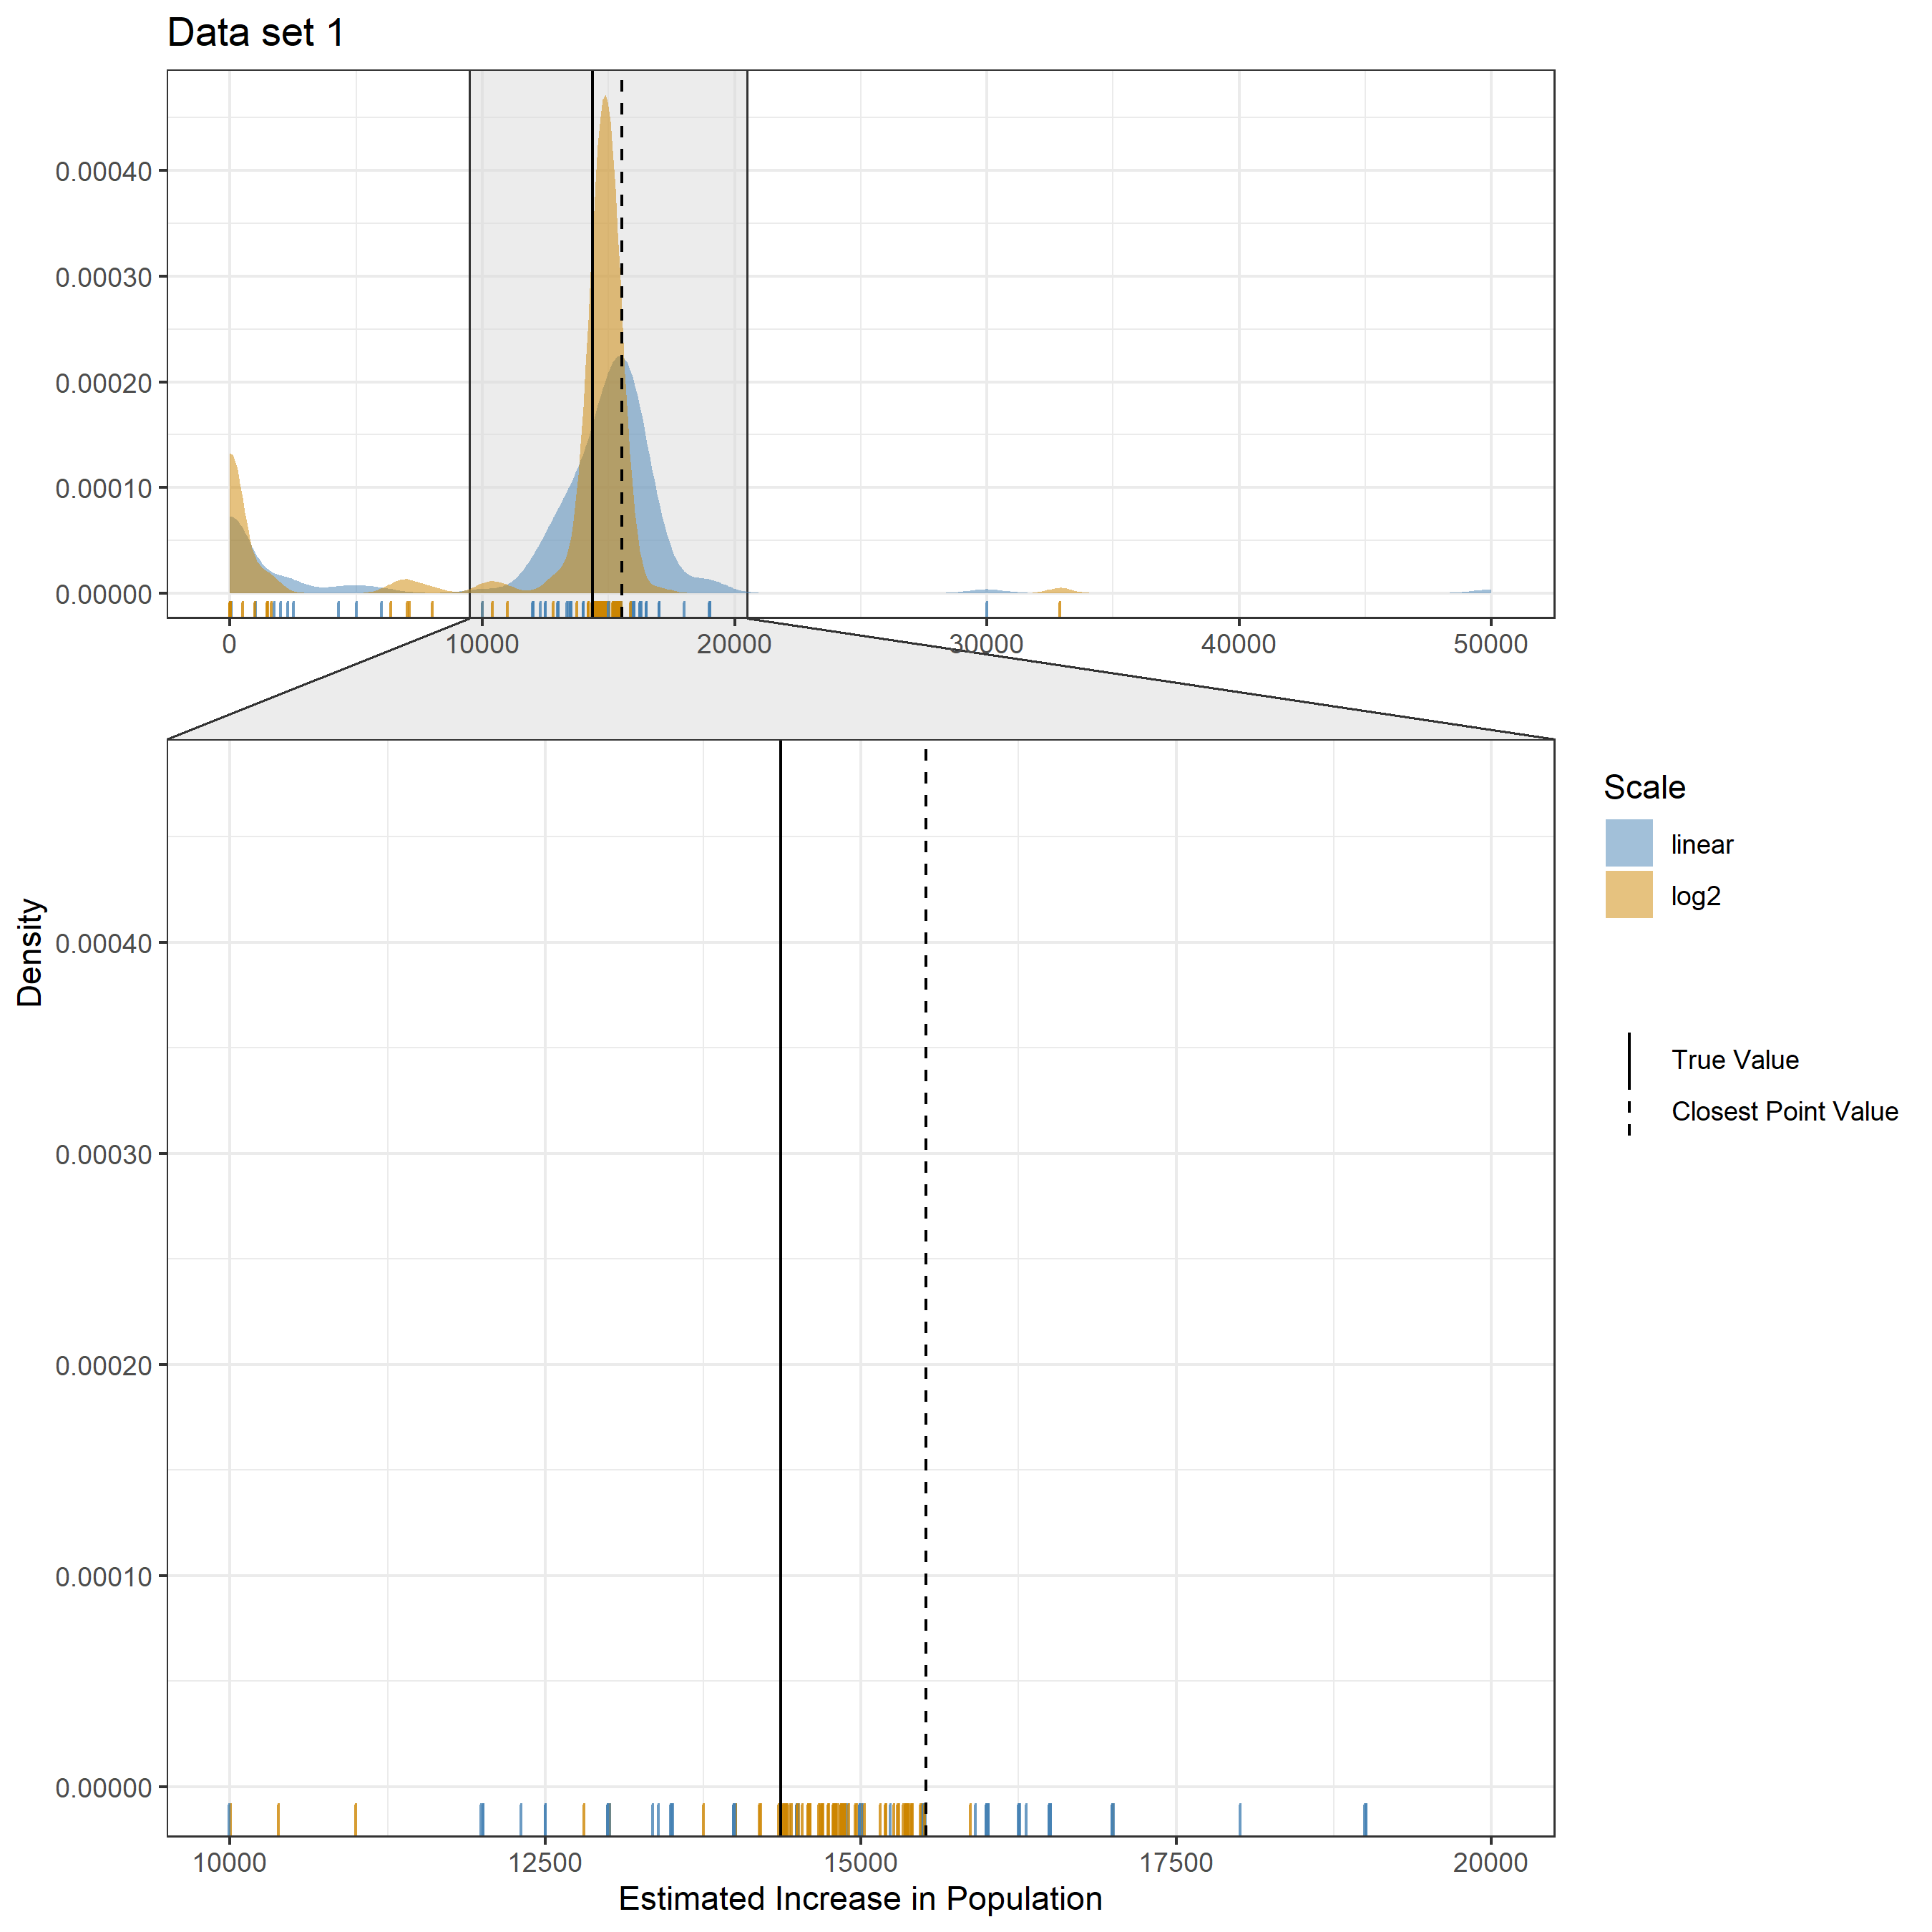 Data set 1
0.00040
0.00030
0.00020
0.00010
0.00000
0 10000 20000 30000 40000 50000
Density
0.00040
0.00030
0.00020
0.00010
0.00000
10000 12500 15000 17500 20000
Estimated Increase in Population
Scale
linear
log2
True Value
Closest Point Value